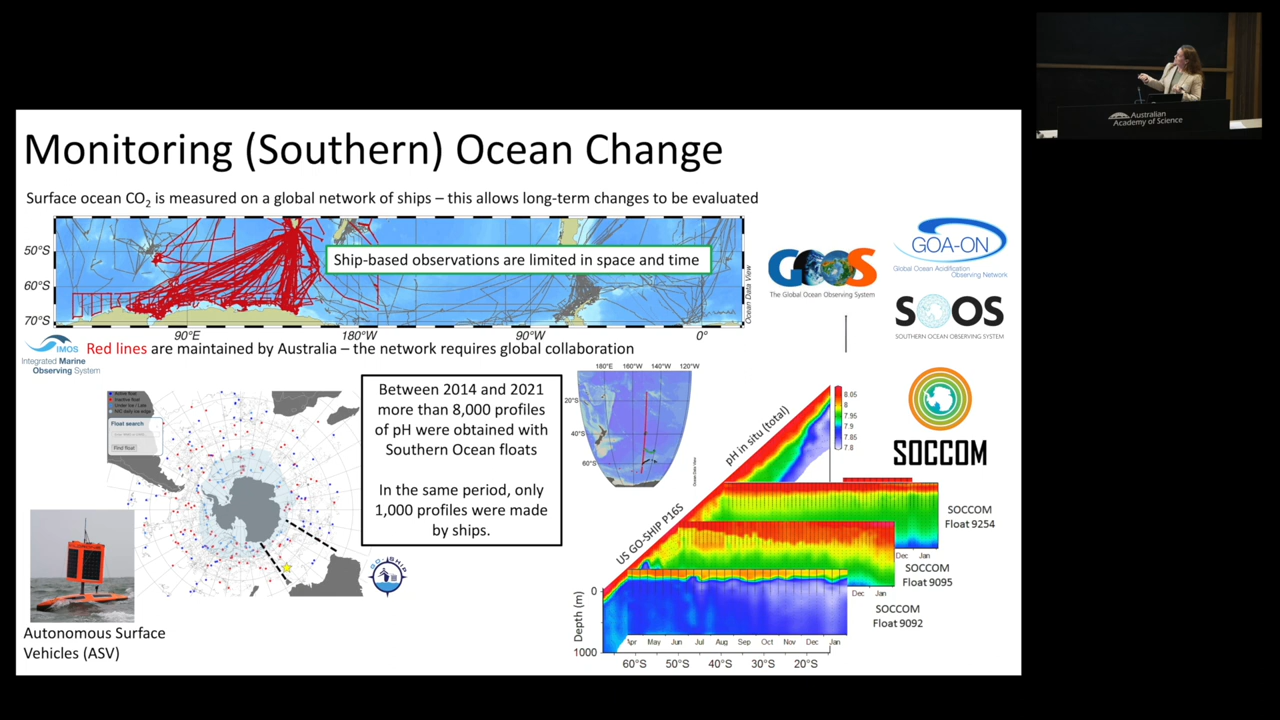 Monitoring (Southern) Ocean Change
Surface ocean CO2 is measured on a global network of ships – this allows long-term changes to be evaluated
50°S
60°S
70°S
Ship-based observations are limited in space and time
90°E
180°W
90°W
0°
Ocean Data View
IMOS
Integrated Marine
Observing System
Red lines are maintained by Australia – the network requires global collaboration
GOOS
The Global Ocean Observing System
GOA-ON
Global Ocean Acidification
Observing Network
SOOS
SOUTHERN OCEAN OBSERVING SYSTEM
SOCCOM
Float search
Find float
Between 2014 and 2021
more than 8,000 profiles
of pH were obtained with
Southern Ocean floats
In the same period, only
1,000 profiles were made
by ships.
GO-SHIP
Autonomous Surface
Vehicles (ASV)
180°E
160°W
140°W
120°W
20°S
40°S
60°S
pH in situ (total)
US GO-SHIP P16S
8.05
8
7.95
7.9
7.85
7.8
SOCCOM
Float 9254
Dec
Jan
SOCCOM
Float 9095
Dec
Jan
SOCCOM
Float 9092
Depth (m)
0
1000
Apr
May
Jun
Jul
Aug
Sep
Oct
Nov
Dec
Jan
60°S
50°S
40°S
30°S
20°S
Australian
Academy of Science